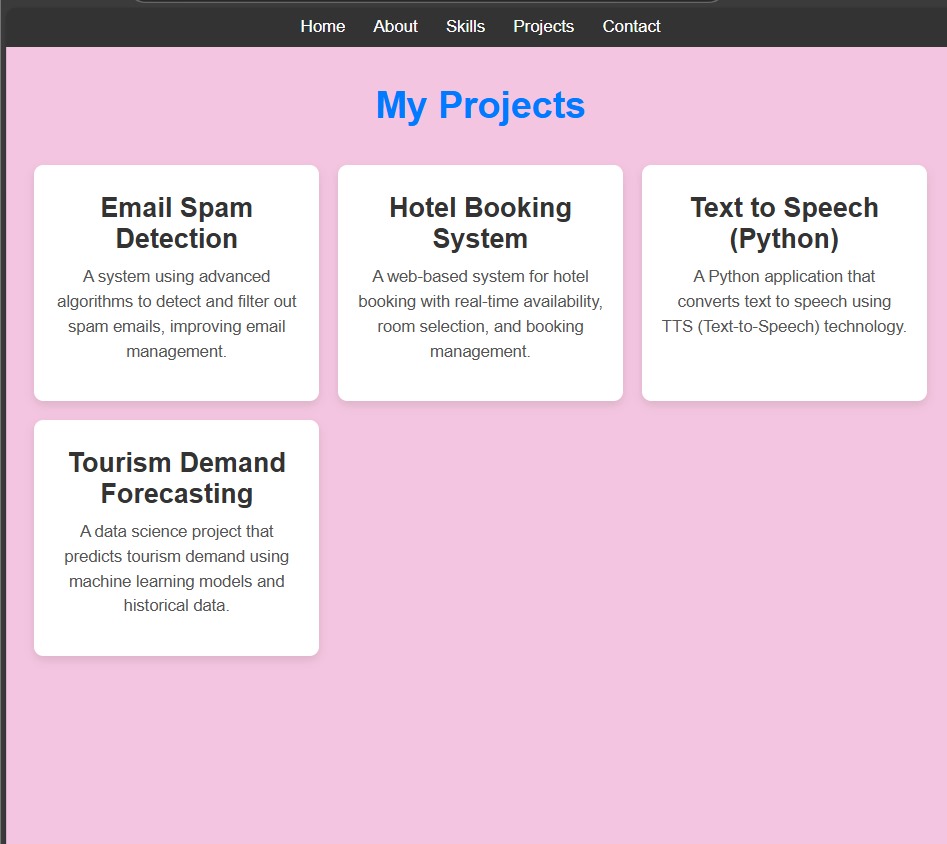 Home About Skills Projects Contact
My Projects
Email Spam
Detection
A system using advanced
algorithms to detect and filter out
spam emails, improving email
management.
Hotel Booking
System
A web-based system for hotel
booking with real-time availability,
room selection, and booking
management.
Text to Speech
(Python)
A Python application that
converts text to speech using
TTS (Text-to-Speech) technology.
Tourism Demand
Forecasting
A data science project that
predicts tourism demand using
machine learning models and
historical data.